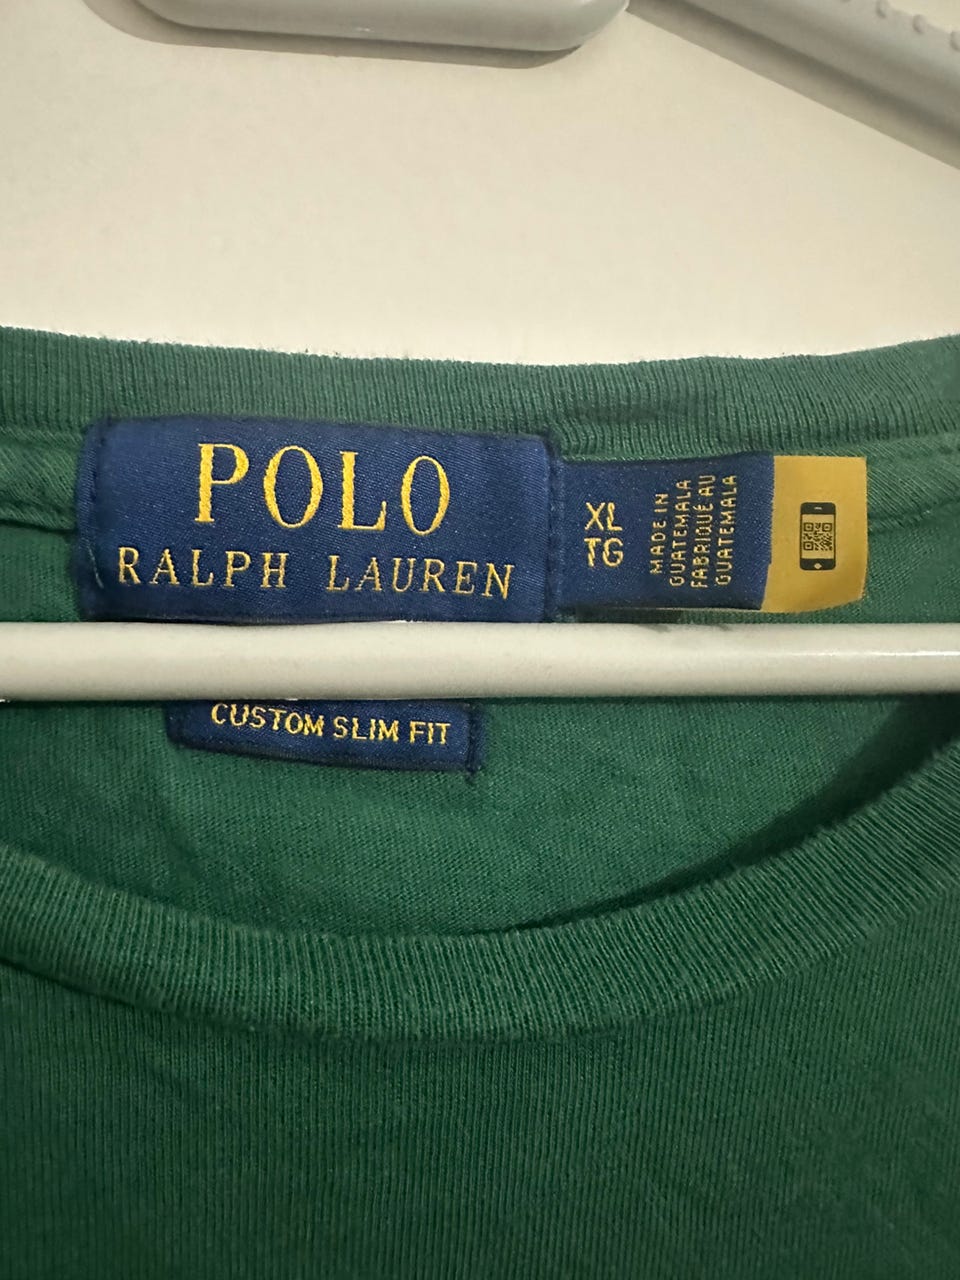 POLO
RALPH LAUREN
XL
TG
MADE IN
GUATEMALA
FABRIQUÉ AU
GUATEMALA
CUSTOM SLIM FIT